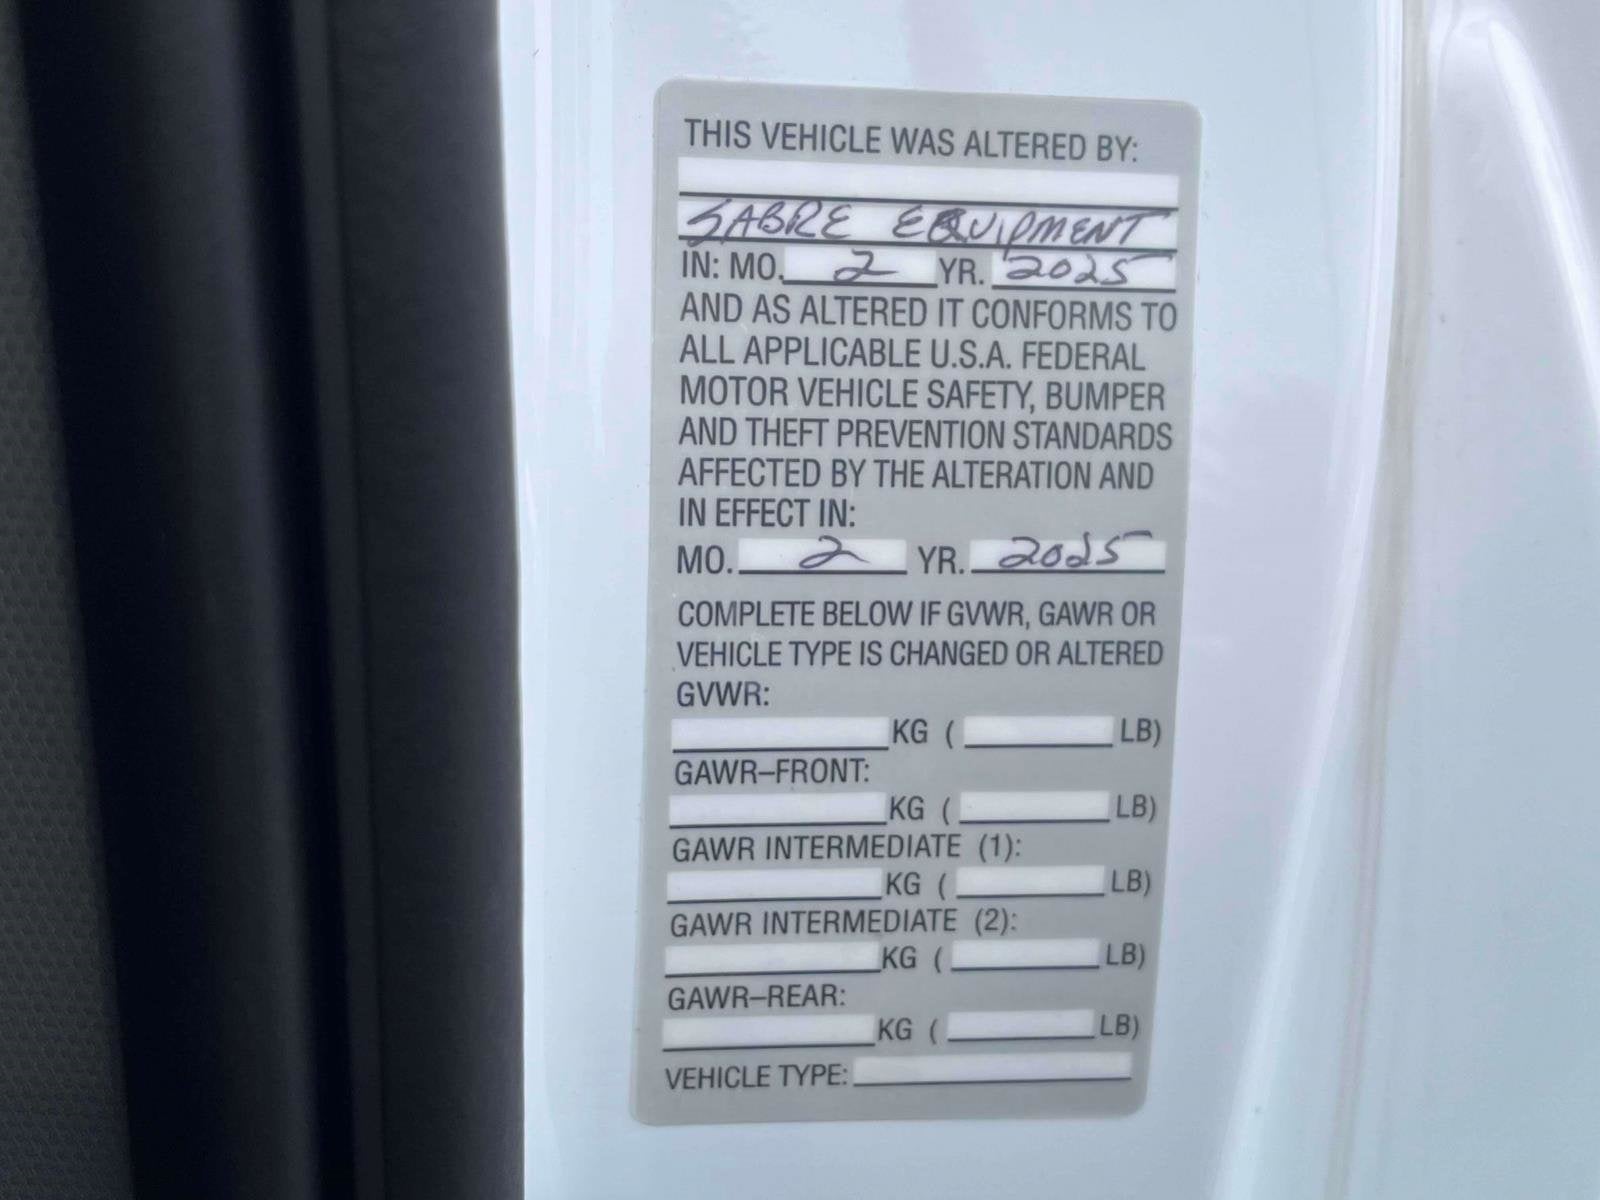 THIS VEHICLE WAS ALTERED BY:
SABRE EQUIPMENT
IN: MO. 2 YR. 2025
AND AS ALTERED IT CONFORMS TO
ALL APPLICABLE U.S.A. FEDERAL
MOTOR VEHICLE SAFETY, BUMPER
AND THEFT PREVENTION STANDARDS
AFFECTED BY THE ALTERATION AND
IN EFFECT IN:
MO. 2 YR. 2025
COMPLETE BELOW IF GVWR, GAWR OR
VEHICLE TYPE IS CHANGED OR ALTERED
GVWR:
KG ( LB)
GAWR–FRONT:
KG ( LB)
GAWR INTERMEDIATE (1):
KG ( LB)
GAWR INTERMEDIATE (2):
KG ( LB)
GAWR–REAR:
KG ( LB)
VEHICLE TYPE: